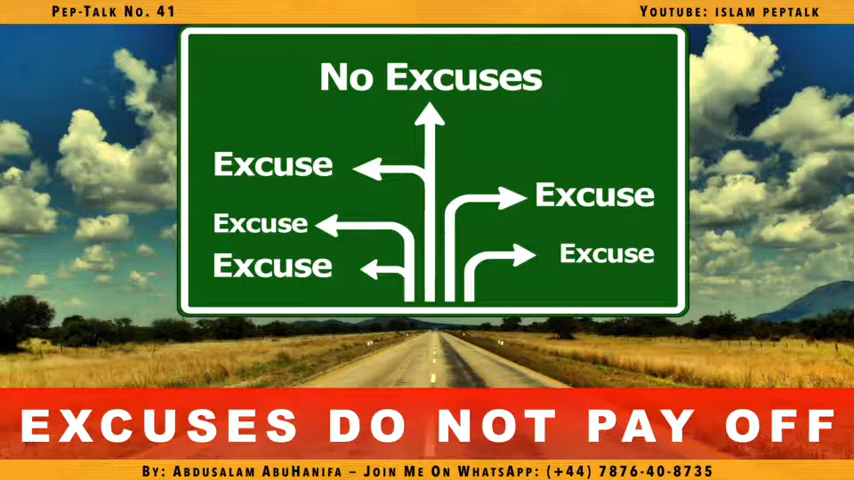 Pep-Talk No. 41
Youtube: islam peptalk
No Excuses
Excuse
Excuse
Excuse
Excuse
Excuse
EXCUSES DO NOT PAY OFF
By: Abdusalam AbuHanifa – Join Me On WhatsApp: (+44) 7876-40-8735